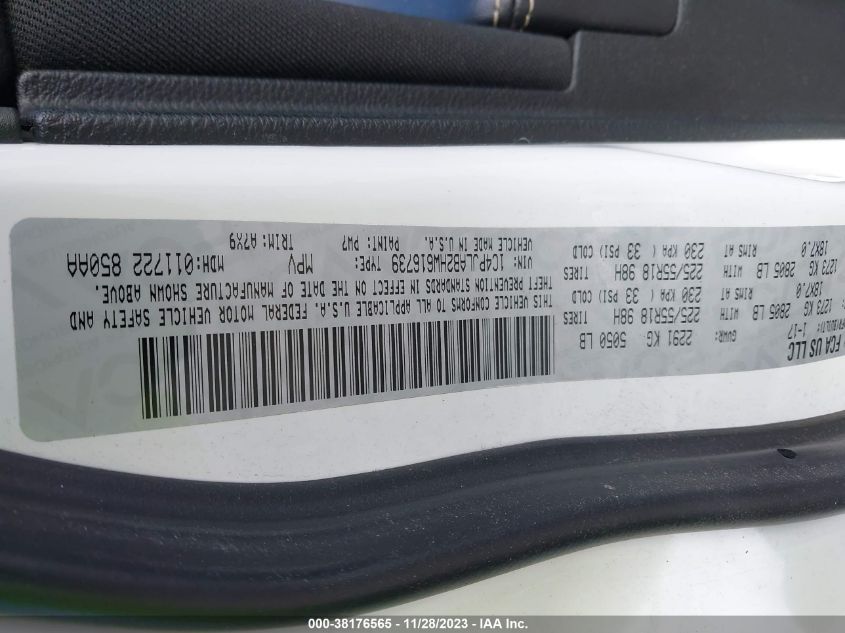 FCA US LLC
1-17 GVWR: 2291 KG 5050 LB
1273 KG 2805 LB WITH 225/55R18 98H TIRES
18X7.0 RIMS AT 230 KPA ( 33 PSI) COLD
1273 KG 2805 LB WITH 225/55R18 98H TIRES
18X7.0 RIMS AT 230 KPA ( 33 PSI) COLD
THIS VEHICLE CONFORMS TO ALL APPLICABLE U.S.A. FEDERAL MOTOR VEHICLE SAFETY AND
THEFT PREVENTION STANDARDS IN EFFECT ON THE DATE OF MANUFACTURE SHOWN ABOVE.
VIN: 1C4PJLAB2HW616739 TYPE: MPV MDH: 011722 850AA
VEHICLE MADE IN U.S.A. PAINT: PW7 TRIM: A7X9
000-38176565 - 11/28/2023 - IAA Inc.